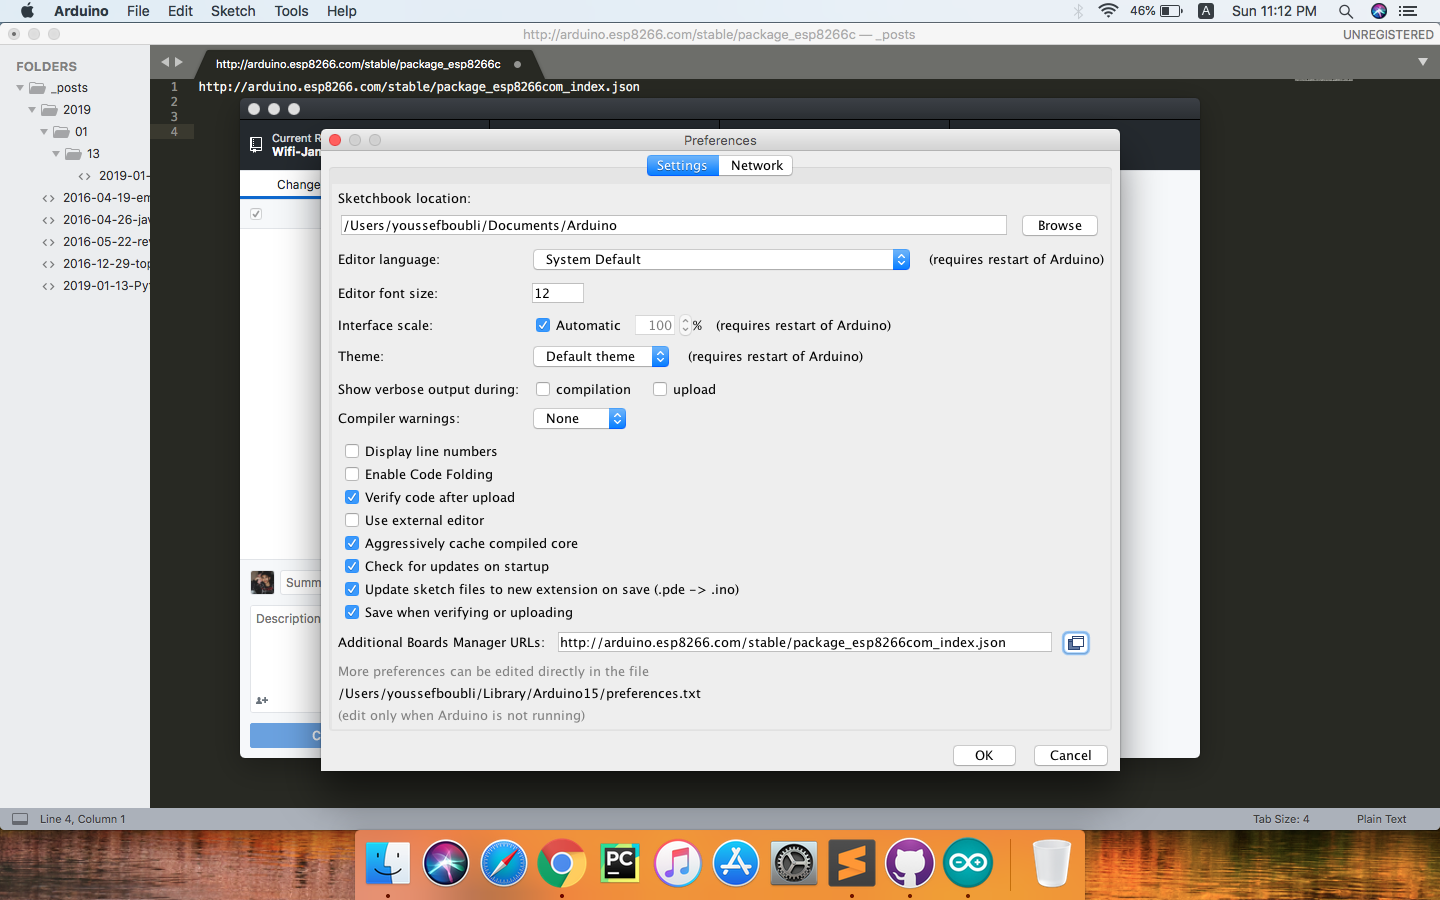 Arduino File Edit Sketch Tools Help 46% A Sun 11:12 PM
http://arduino.esp8266.com/stable/package_esp8266c — _posts UNREGISTERED
FOLDERS
_posts
2019
01
13
2019-01-
2016-04-19-em
2016-04-26-jav
2016-05-22-rev
2016-12-29-top
2019-01-13-Py
http://arduino.esp8266.com/stable/package_esp8266c
1 http://arduino.esp8266.com/stable/package_esp8266com_index.json
2
3
4
Current R
Wifi-Jan
Change
Summ
Description
C
Preferences
Settings Network
Sketchbook location:
/Users/youssefboubli/Documents/Arduino Browse
Editor language: System Default (requires restart of Arduino)
Editor font size: 12
Interface scale: Automatic 100 % (requires restart of Arduino)
Theme: Default theme (requires restart of Arduino)
Show verbose output during: compilation upload
Compiler warnings: None
Display line numbers
Enable Code Folding
Verify code after upload
Use external editor
Aggressively cache compiled core
Check for updates on startup
Update sketch files to new extension on save (.pde -> .ino)
Save when verifying or uploading
Additional Boards Manager URLs: http://arduino.esp8266.com/stable/package_esp8266com_index.json
More preferences can be edited directly in the file
/Users/youssefboubli/Library/Arduino15/preferences.txt
(edit only when Arduino is not running)
OK Cancel
Line 4, Column 1 Tab Size: 4 Plain Text
PC